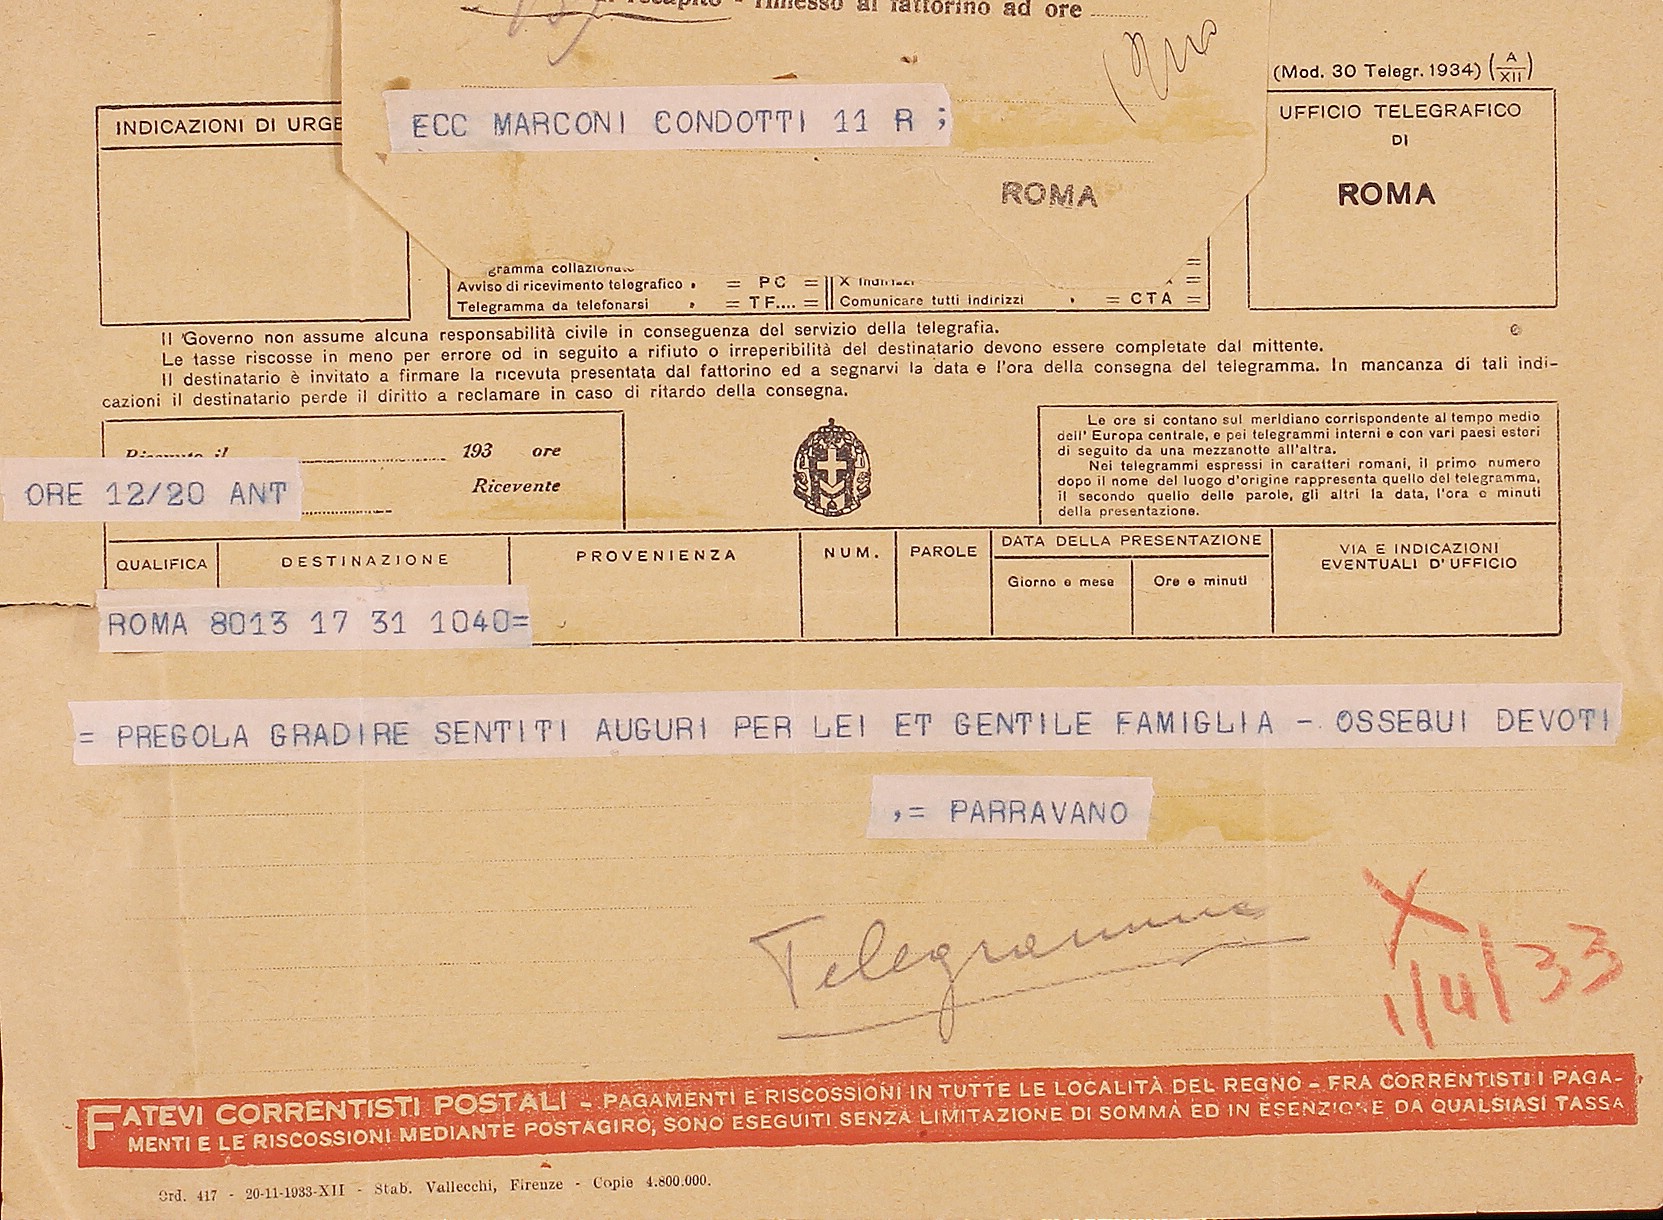 recapito - rimesso al fattorino ad ore
(Mod. 30 Telegr. 1934) (A/XII)
INDICAZIONI DI URGE
ECC MARCONI CONDOTTI 11 R ;
UFFICIO TELEGRAFICO
DI
ROMA
ROMA
gramma collazionat
Avviso di ricevimento telegrafico , = PC =
Telegramma da telefonarsi , = TF.... =
X Indirizzi =
Comunicare tutti indirizzi , = CTA =
Il Governo non assume alcuna responsabilità civile in conseguenza del servizio della telegrafia.
Le tasse riscosse in meno per errore od in seguito a rifiuto o irreperibilità del destinatario devono essere completate dal mittente.
Il destinatario è invitato a firmare la ricevuta presentata dal fattorino ed a segnarvi la data e l'ora della consegna del telegramma. In mancanza di tali indi-
cazioni il destinatario perde il diritto a reclamare in caso di ritardo della consegna.
Ricevuto il 193 ore
ORE 12/20 ANT
Ricevente
Le ore si contano sul meridiano corrispondente al tempo medio
dell' Europa centrale, e pei telegrammi interni e con vari paesi esteri
di seguito da una mezzanotte all'altra.
Nei telegrammi espressi in caratteri romani, il primo numero
dopo il nome del luogo d'origine rappresenta quello del telegramma,
il secondo quello delle parole, gli altri la data, l'ora e minuti
della presentazione.
QUALIFICA DESTINAZIONE PROVENIENZA NUM. PAROLE DATA DELLA PRESENTAZIONE
Giorno e mese Ore e minuti
VIA E INDICAZIONI
EVENTUALI D'UFFICIO
ROMA 8013 17 31 1040=
= PREGOLA GRADIRE SENTITI AUGURI PER LEI ET GENTILE FAMIGLIA - OSSEQUI DEVOTI
,= PARRAVANO
Telegramma
X
1/4/33
FATEVI CORRENTISTI POSTALI - PAGAMENTI E RISCOSSIONI IN TUTTE LE LOCALITÀ DEL REGNO - FRA CORRENTISTI I PAGA-
MENTI E LE RISCOSSIONI MEDIANTE POSTAGIRO, SONO ESEGUITI SENZA LIMITAZIONE DI SOMMA ED IN ESENZIONE DA QUALSIASI TASSA
Ord. 417 - 20-11-1933-XII - Stab. Vallecchi, Firenze - Copie 4.800.000.